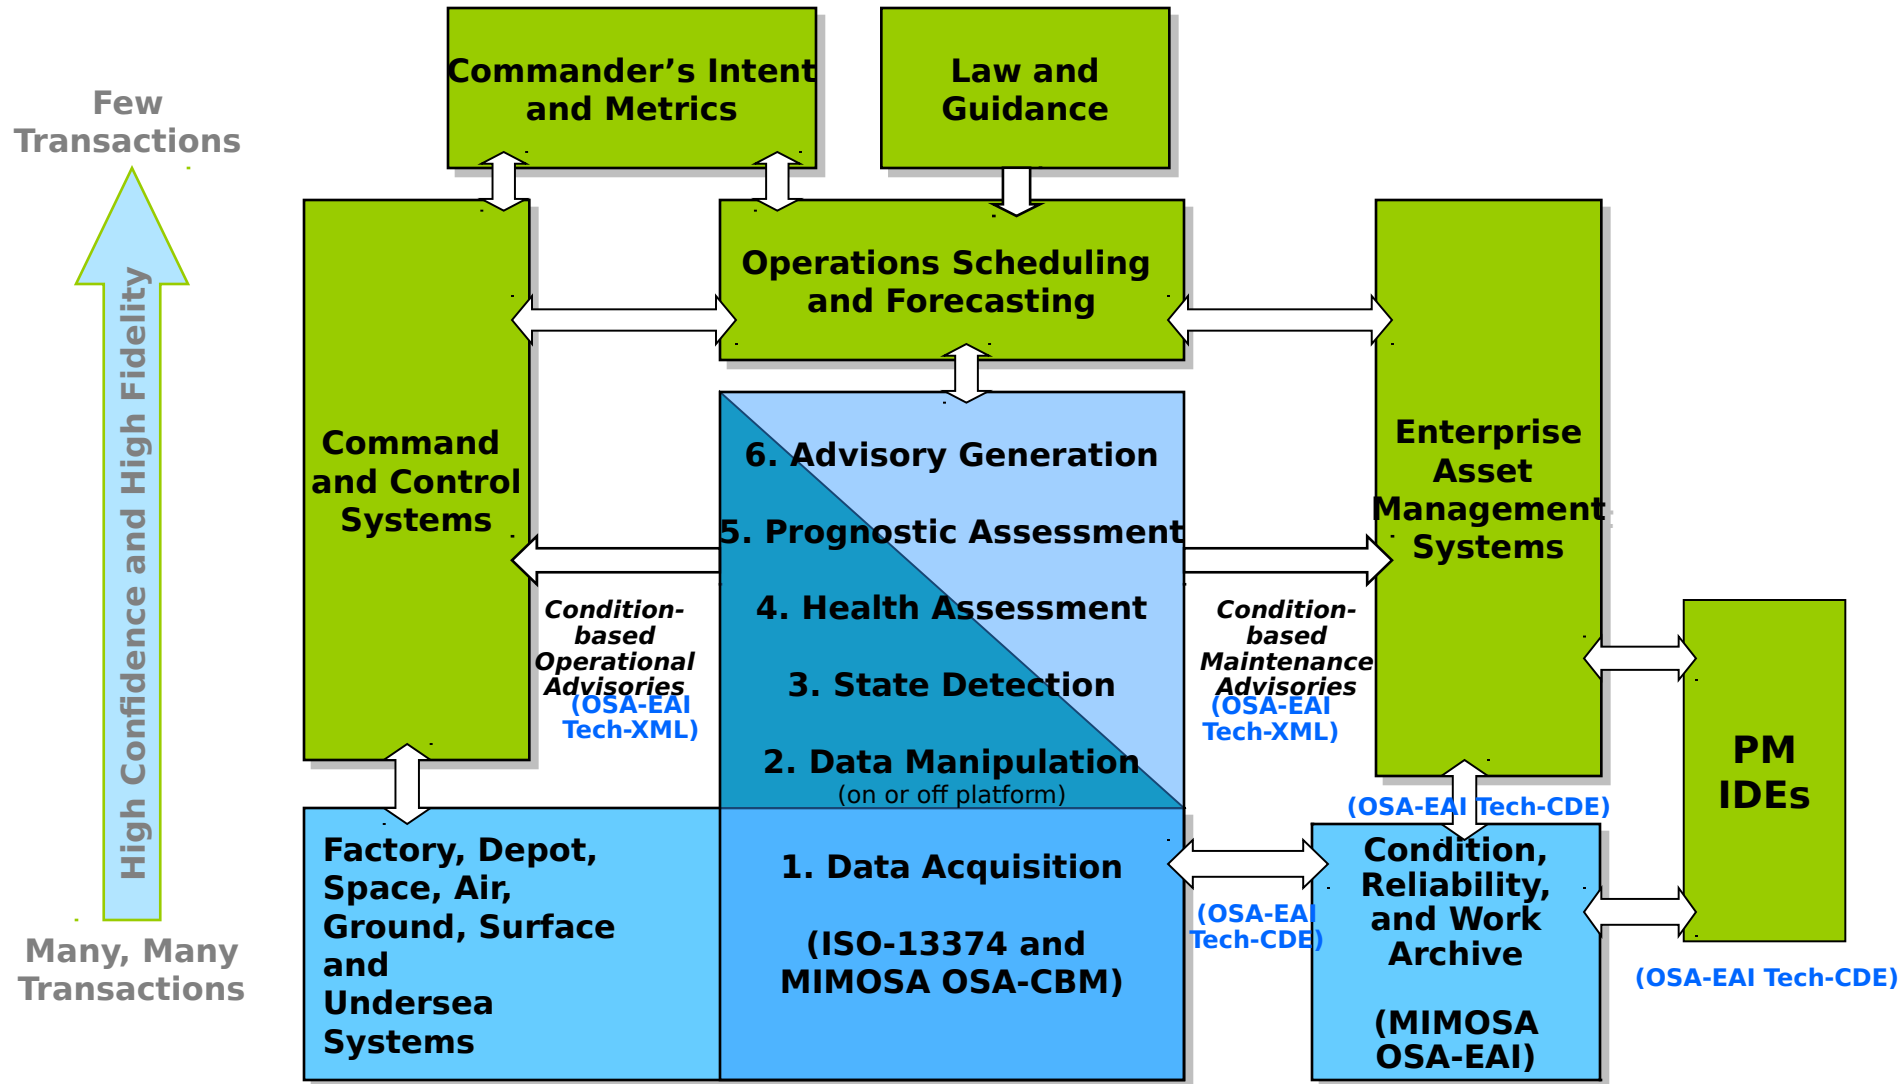 Commander’s Intent
and Metrics
Law and
Guidance
Few
Transactions
High Confidence and High Fidelity
Many, Many
Transactions
Operations Scheduling
and Forecasting
Command
and Control
Systems
Enterprise
Asset
Management
Systems
6. Advisory Generation
5. Prognostic Assessment
4. Health Assessment
3. State Detection
2. Data Manipulation
(on or off platform)
Condition-
based
Operational
Advisories
(OSA-EAI
Tech-XML)
Condition-
based
Maintenance
Advisories
(OSA-EAI
Tech-XML)
PM
IDEs
(OSA-EAI Tech-CDE)
Factory, Depot,
Space, Air,
Ground, Surface
and
Undersea
Systems
1. Data Acquisition
(ISO-13374 and
MIMOSA OSA-CBM)
(OSA-EAI
Tech-CDE)
Condition,
Reliability,
and Work
Archive
(MIMOSA
OSA-EAI)
(OSA-EAI Tech-CDE)